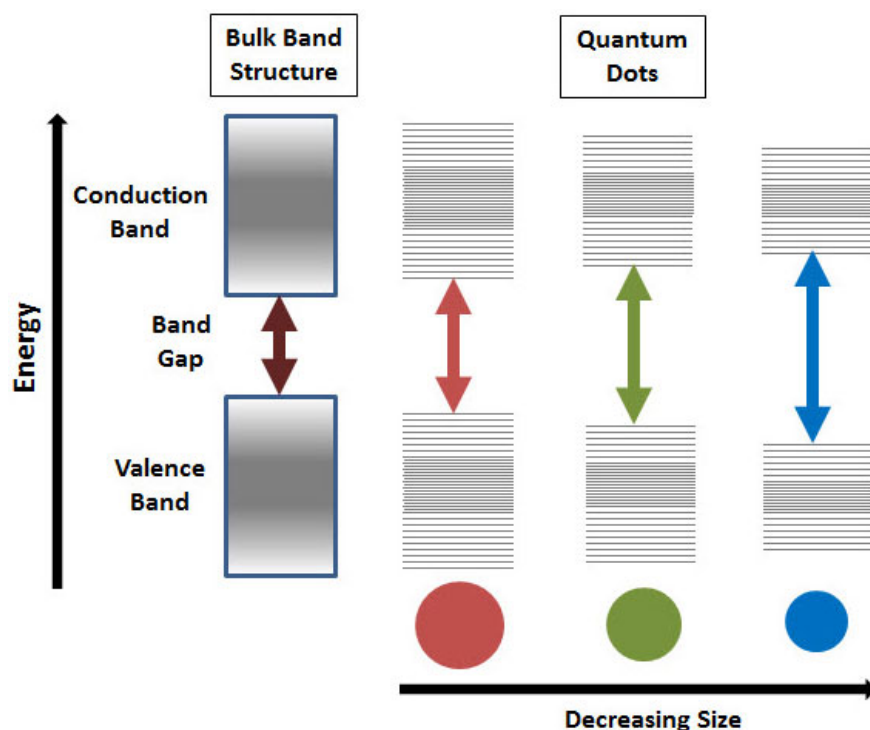 Bulk Band
Structure
Quantum
Dots
Conduction
Band
Band
Gap
Energy
Valence
Band
Decreasing Size